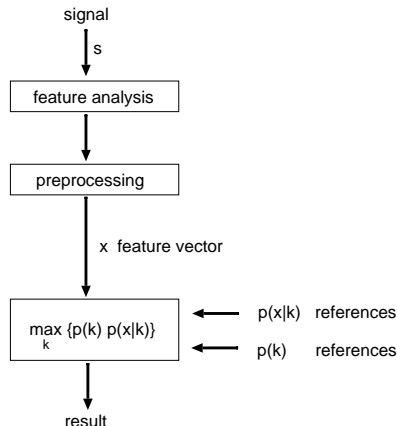 signal
s
feature analysis
preprocessing
x feature vector
p(x|k) references
max {p(k) p(x|k)}
k
p(k) references
result